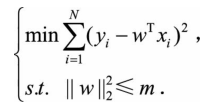 min ∑_{i=1}^{N} (y_i − w^T x_i)^2 ,
s.t. ‖ w ‖_2^2 ≤ m .